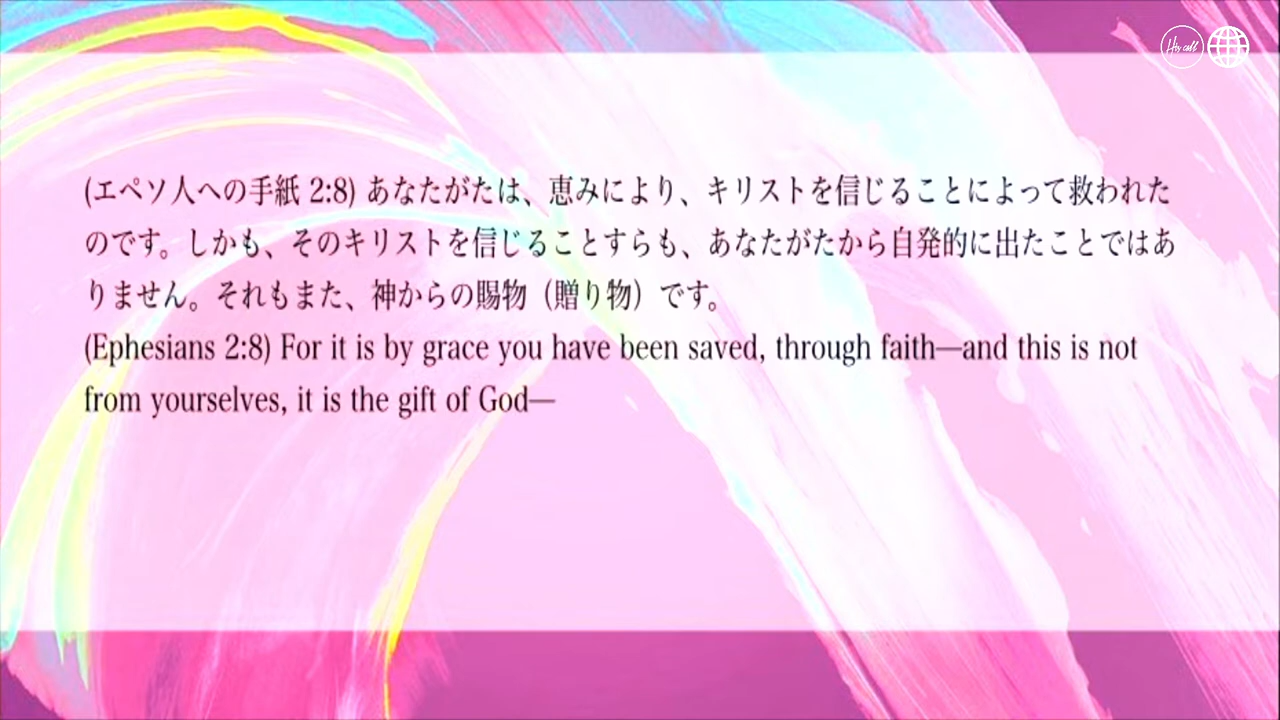 His call
(エペソ人への手紙 2:8) あなたがたは、恵みにより、キリストを信じることによって救われた
のです。しかも、そのキリストを信じることすらも、あなたがたから自発的に出たことではあ
りません。それもまた、神からの賜物（贈り物）です。
(Ephesians 2:8) For it is by grace you have been saved, through faith—and this is not
from yourselves, it is the gift of God—